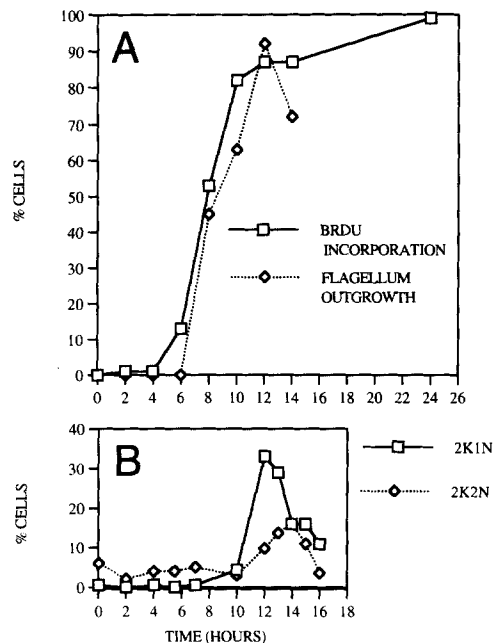 A
100
90
80
70
60
50
40
30
20
10
0
% CELLS
BRDU
INCORPORATION
FLAGELLUM
OUTGROWTH
0 2 4 6 8 10 12 14 16 18 20 22 24 26
B
40
30
20
10
0
% CELLS
2K1N
2K2N
0 2 4 6 8 10 12 14 16 18
TIME (HOURS)